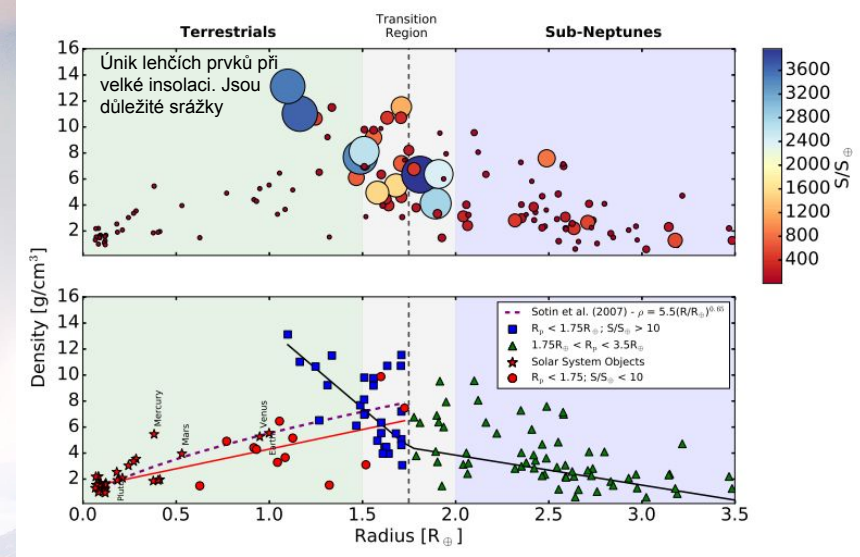 Terrestrials
Transition
Region
Sub-Neptunes
16
14
12
10
8
6
4
2
Únik lehčích prvků při
velké insolaci. Jsou
důležité srážky
3600
3200
2800
2400
2000
1600
1200
800
400
S/S⊕
Density [g/cm³]
16
14
12
10
8
6
4
2
Sotin et al. (2007) - ρ = 5.5(R/R⊕)^0.65
Rₚ < 1.75R⊕; S/S⊕ > 10
1.75R⊕ < Rₚ < 3.5R⊕
Solar System Objects
Rₚ < 1.75; S/S⊕ < 10
Mercury
Mars
Venus
Earth
Pluto
0.0 0.5 1.0 1.5 2.0 2.5 3.0 3.5
Radius [R⊕]